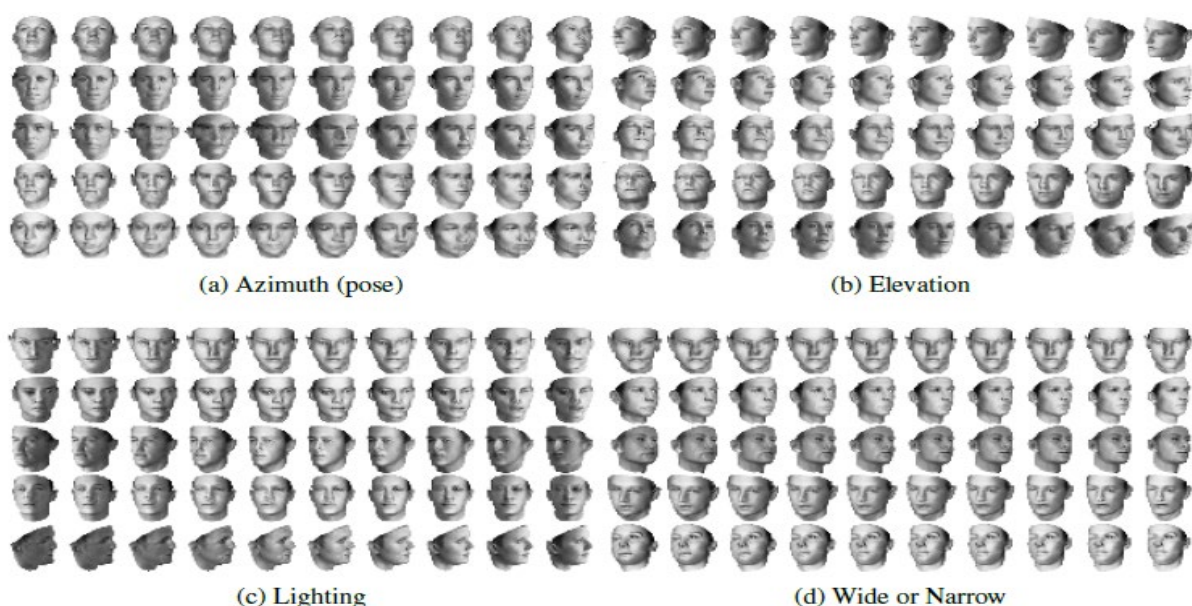 (a) Azimuth (pose)
(b) Elevation
(c) Lighting
(d) Wide or Narrow